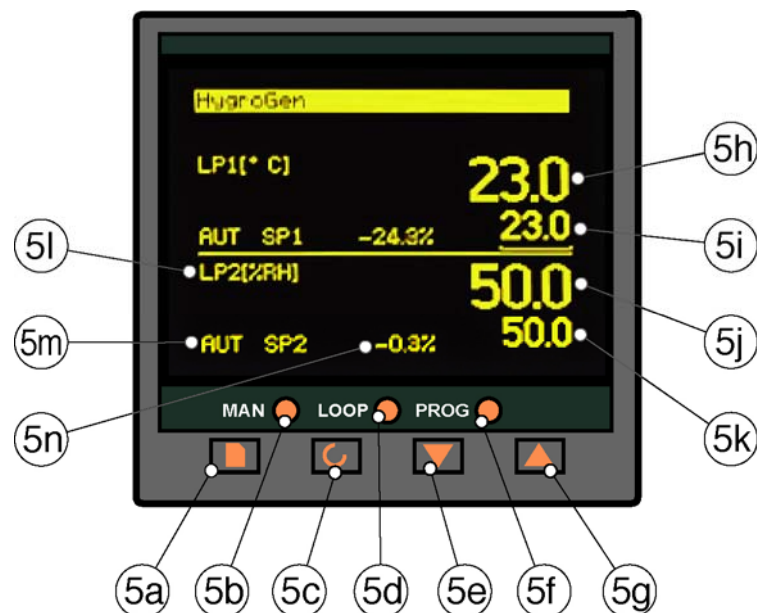 HygroGen
LP1[° C]
23.0
5h
AUT SP1 -24.3% 23.0
5i
5l
LP2[%RH]
50.0
5j
5m
AUT SP2 -0.3% 50.0
5k
5n
MAN LOOP PROG
5a 5b 5c 5d 5e 5f 5g